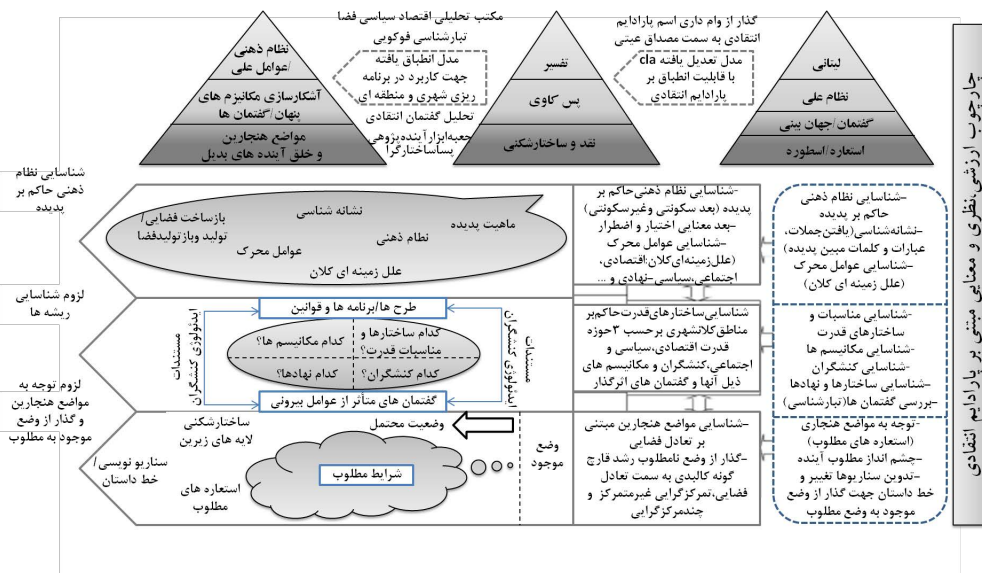 چارچوب ارزشی،نظری و معنایی مبتنی بر پارادایم انتقادی
لیتانی
نظام علی
گفتمان/جهان بینی
استعاره/اسطوره
گذار از وام داری اسم پارادایم
انتقادی به سمت مصداق عینی
مدل تعدیل یافته cla
با قابلیت انطباق بر
پارادایم انتقادی
تفسیر
پس کاوی
نقد و ساختارشکنی
مکتب تحلیلی اقتصاد سیاسی فضا
تبارشناسی فوکویی
مدل انطباق یافته
جهت کاربرد در برنامه
ریزی شهری و منطقه ای
تحلیل گفتمان انتقادی
جعبه‌ابزارآینده‌پژوهی
پساساختارگرا
نظام ذهنی
/عوامل علی
آشکارسازی مکانیزم های
پنهان/گفتمان ها
مواضع هنجارین
و خلق آینده های بدیل
–شناسایی نظام ذهنی
حاکم بر پدیده
–نشانه‌شناسی(یافتن‌جملات،
عبارات و کلمات مبین پدیده)
–شناسایی عوامل محرک
(علل زمینه ای کلان)
-شناسایی نظام ذهنی‌حاکم بر
پدیده(بعد سکونتی وغیرسکونتی)
–بعد معنایی اختیار و اضطرار
–شناسایی عوامل محرک
(علل‌زمینه‌ای‌کلان:اقتصادی،
اجتماعی،سیاسی-نهادی و ...
نشانه شناسی
ماهیت پدیده
بازساخت فضایی/
تولید وبازتولیدفضا
نظام ذهنی
عوامل محرک
علل زمینه ای کلان
شناسایی نظام
ذهنی حاکم بر
پدیده
–شناسایی مناسبات و
ساختارهای قدرت
–شناسایی مکانیسم ها
–شناسایی کنشگران
–شناسایی ساختارها و نهادها
–بررسی گفتمان ها(تبارشناسی)
شناسایی‌ساختارهای‌قدرت‌حاکم‌بر
مناطق‌کلانشهری برحسب ۳حوزه
قدرت اقتصادی،سیاسی و
اجتماعی،کنشگران و مکانیسم های
ذیل آنها و گفتمان های اثرگذار
مستندات
ایدئولوژی کنشگران
طرح ها/برنامه ها و قوانین
کدام ساختارها و
مناسبات قدرت؟
کدام مکانیسم ها؟
کدام کنشگران؟
کدام نهادها؟
گفتمان های متأثر از عوامل بیرونی
ایدئولوژی کنشگران
مستندات
لزوم شناسایی
ریشه ها
–توجه به مواضع هنجاری
(استعاره های مطلوب)
–چشم انداز مطلوب آینده
–تدوین سناریوها تغییر و
خط داستان جهت گذار از وضع
موجود به وضع مطلوب
–شناسایی مواضع هنجارین مبتنی
بر تعادل فضایی
–گذار از وضع نامطلوب رشد قارچ
گونه کالبدی به سمت تعادل
فضایی،تمرکزگرایی غیرمتمرکز و
چندمرکزگرایی
وضع
موجود
وضعیت محتمل
شرایط مطلوب
ساختارشکنی
لایه های زیرین
استعاره های
مطلوب
لزوم توجه به
مواضع هنجارین
و گذار از وضع
موجود به مطلوب
سناریو نویسی/
خط داستان